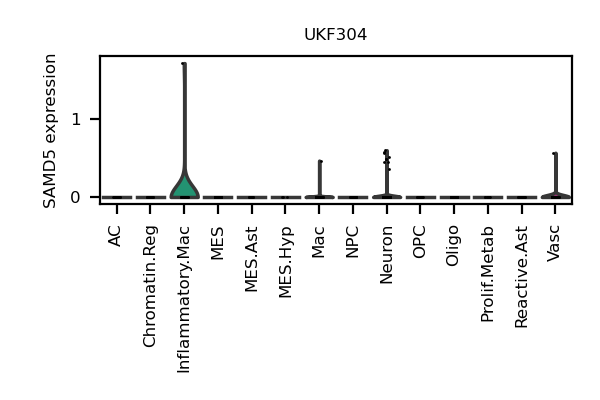 UKF304
SAMD5 expression
1
0
AC
Chromatin.Reg
Inflammatory.Mac
MES
MES.Ast
MES.Hyp
Mac
NPC
Neuron
OPC
Oligo
Prolif.Metab
Reactive.Ast
Vasc